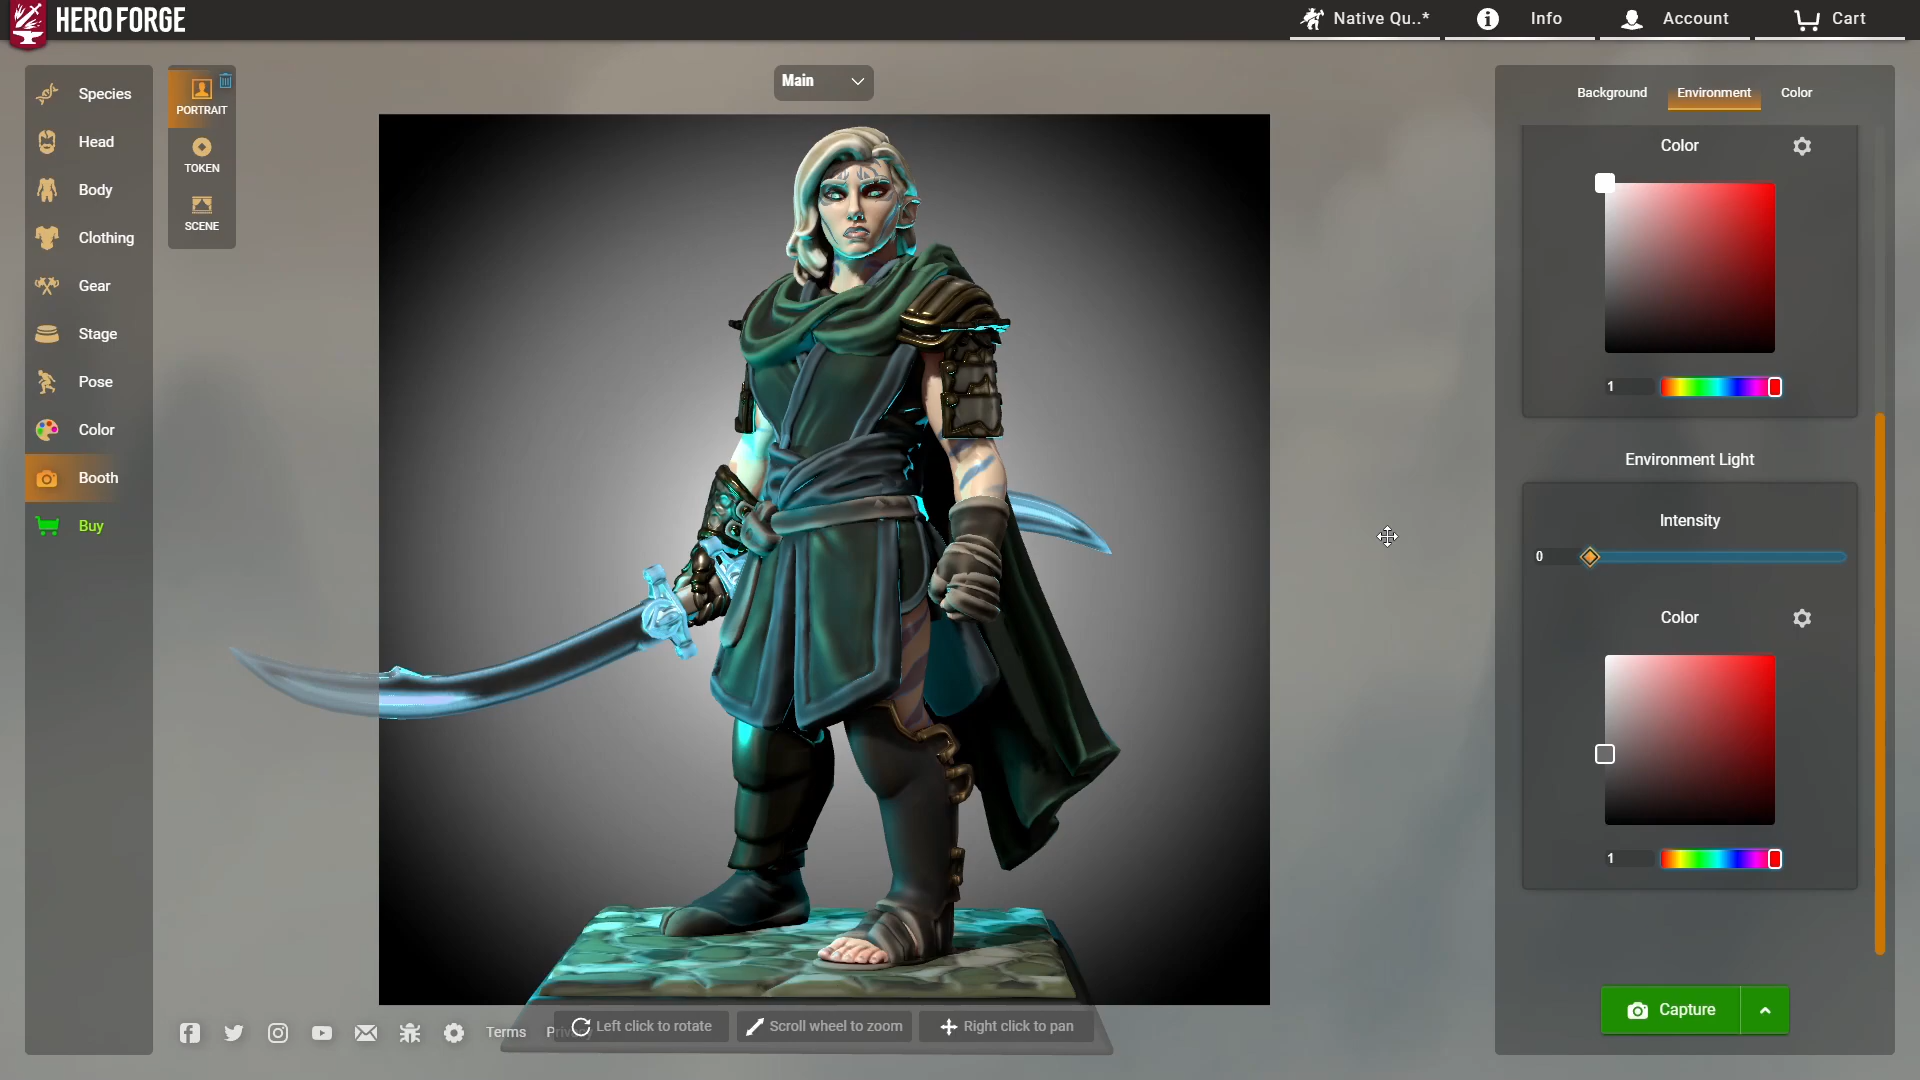 HERO FORGE
Native Qu..*
Info
Account
Cart
Species
Head
Body
Clothing
Gear
Stage
Pose
Color
Booth
Buy
PORTRAIT
TOKEN
SCENE
Main
Background
Environment
Color
Color
1
Environment Light
Intensity
0
Color
1
Capture
Terms
Left click to rotate
Scroll wheel to zoom
Right click to pan